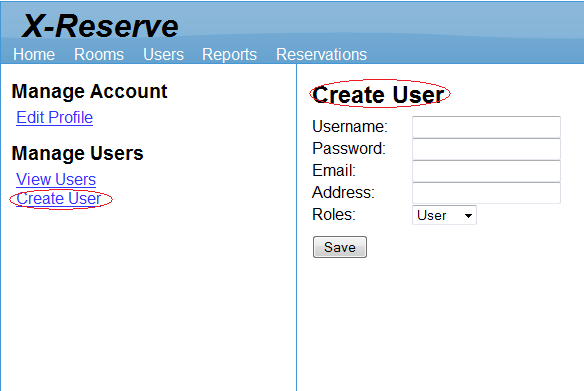 X-Reserve
Home Rooms Users Reports Reservations
Manage Account
Edit Profile
Manage Users
View Users
Create User
Create User
Username:
Password:
Email:
Address:
Roles: User
Save